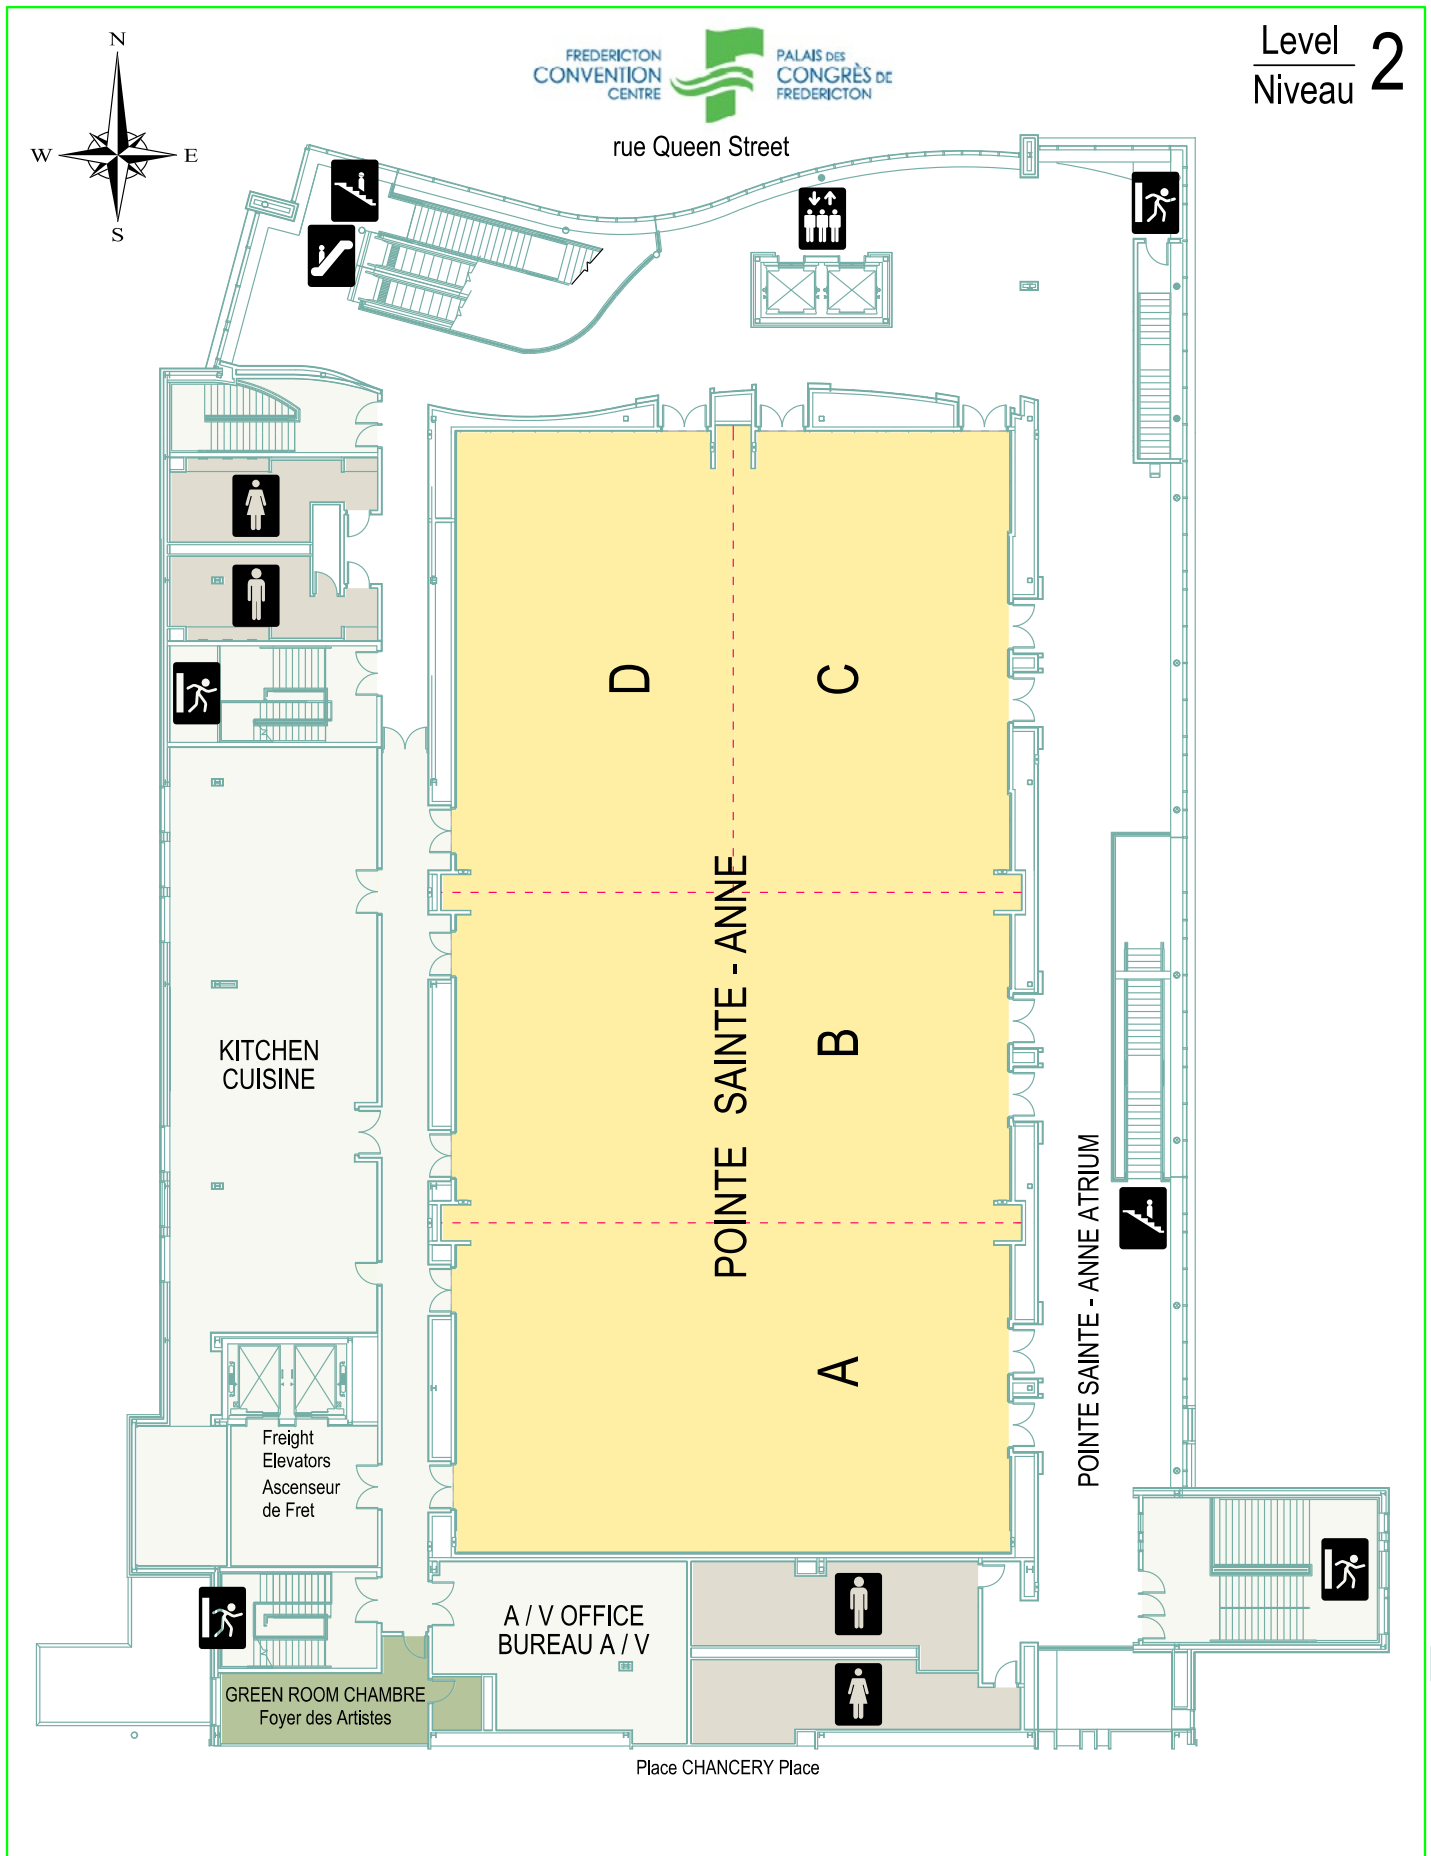 N
W E
S
FREDERICTON
CONVENTION
CENTRE
PALAIS DES
CONGRÈS DE
FREDERICTON
Level
Niveau
2
rue Queen Street
D
C
POINTE SAINTE - ANNE
B
A
KITCHEN
CUISINE
POINTE SAINTE - ANNE ATRIUM
Freight
Elevators
Ascenseur
de Fret
A / V OFFICE
BUREAU A / V
GREEN ROOM CHAMBRE
Foyer des Artistes
Place CHANCERY Place